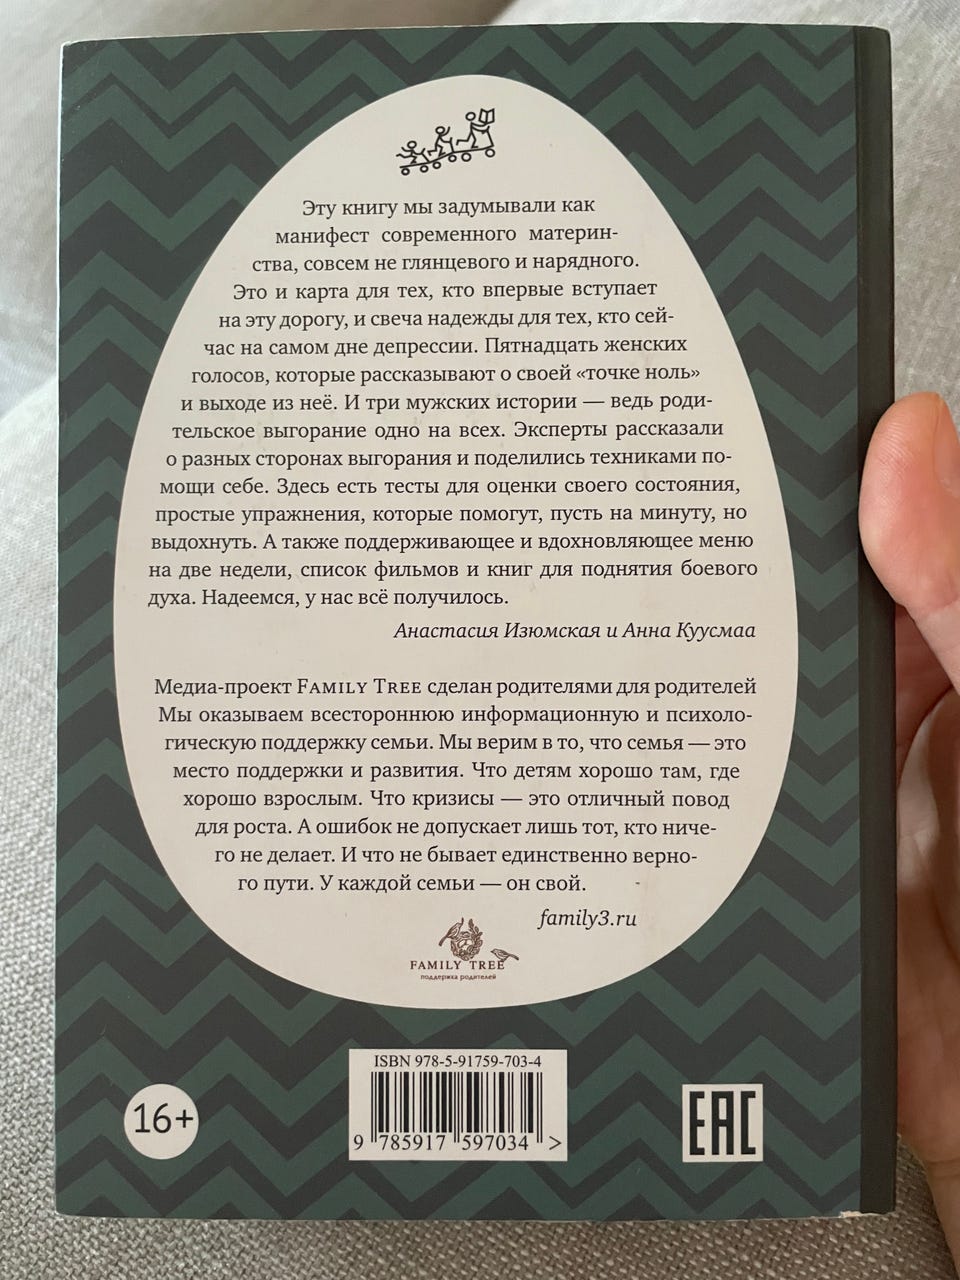 Эту книгу мы задумывали как
манифест современного материн-
ства, совсем не глянцевого и нарядного.
Это и карта для тех, кто впервые вступает
на эту дорогу, и свеча надежды для тех, кто сей-
час на самом дне депрессии. Пятнадцать женских
голосов, которые рассказывают о своей «точке ноль»
и выходе из неё. И три мужских истории — ведь роди-
тельское выгорание одно на всех. Эксперты рассказали
о разных сторонах выгорания и поделились техниками по-
мощи себе. Здесь есть тесты для оценки своего состояния,
простые упражнения, которые помогут, пусть на минуту, но
выдохнуть. А также поддерживающее и вдохновляющее меню
на две недели, список фильмов и книг для поднятия боевого
духа. Надеемся, у нас всё получилось.
Анастасия Изюмская и Анна Куусмаа
Медиа-проект FAMILY TREE сделан родителями для родителей
Мы оказываем всестороннюю информационную и психоло-
гическую поддержку семьи. Мы верим в то, что семья — это
место поддержки и развития. Что детям хорошо там, где
хорошо взрослым. Что кризисы — это отличный повод
для роста. А ошибок не допускает лишь тот, кто ниче-
го не делает. И что не бывает единственно верно-
го пути. У каждой семьи — он свой.
family3.ru
FAMILY TREE
поддержка родителей
ISBN 978-5-91759-703-4
9 785917 597034 >
16+
EAC